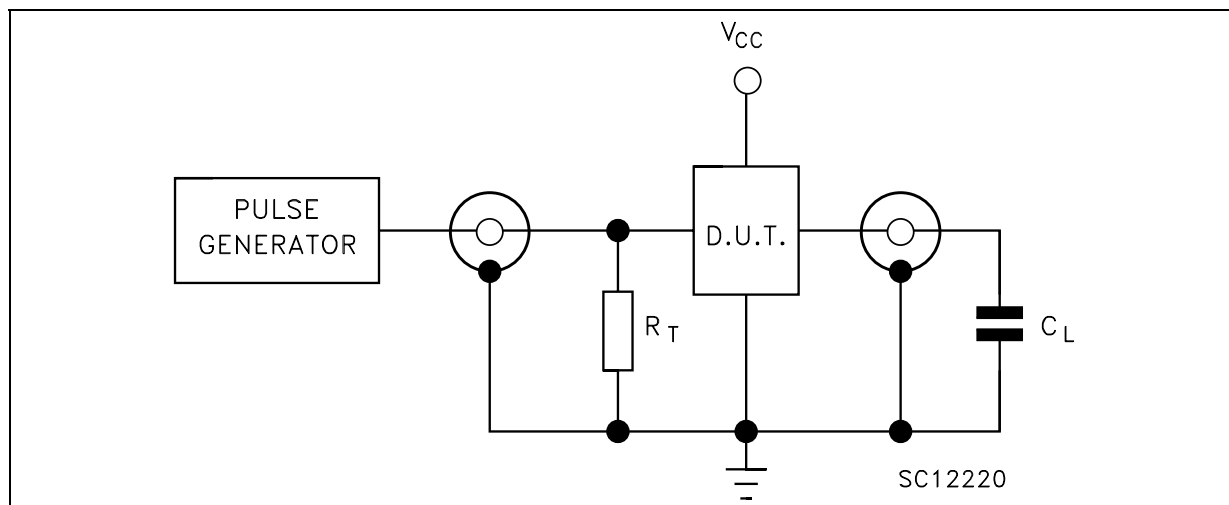 VCC
PULSE
GENERATOR
D.U.T.
RT
CL
SC12220